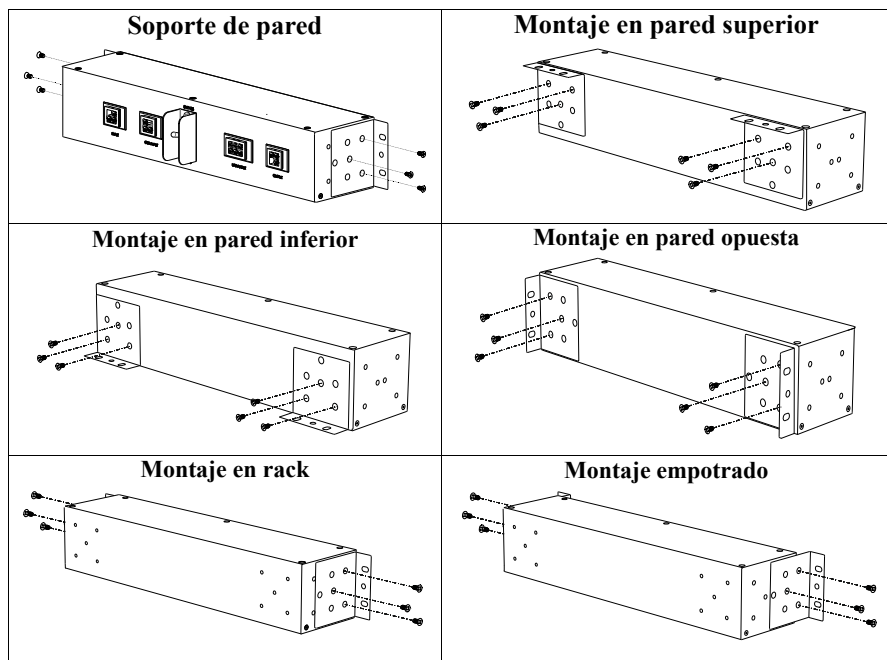 Soporte de pared
Montaje en pared superior
Montaje en pared inferior
Montaje en pared opuesta
Montaje en rack
Montaje empotrado